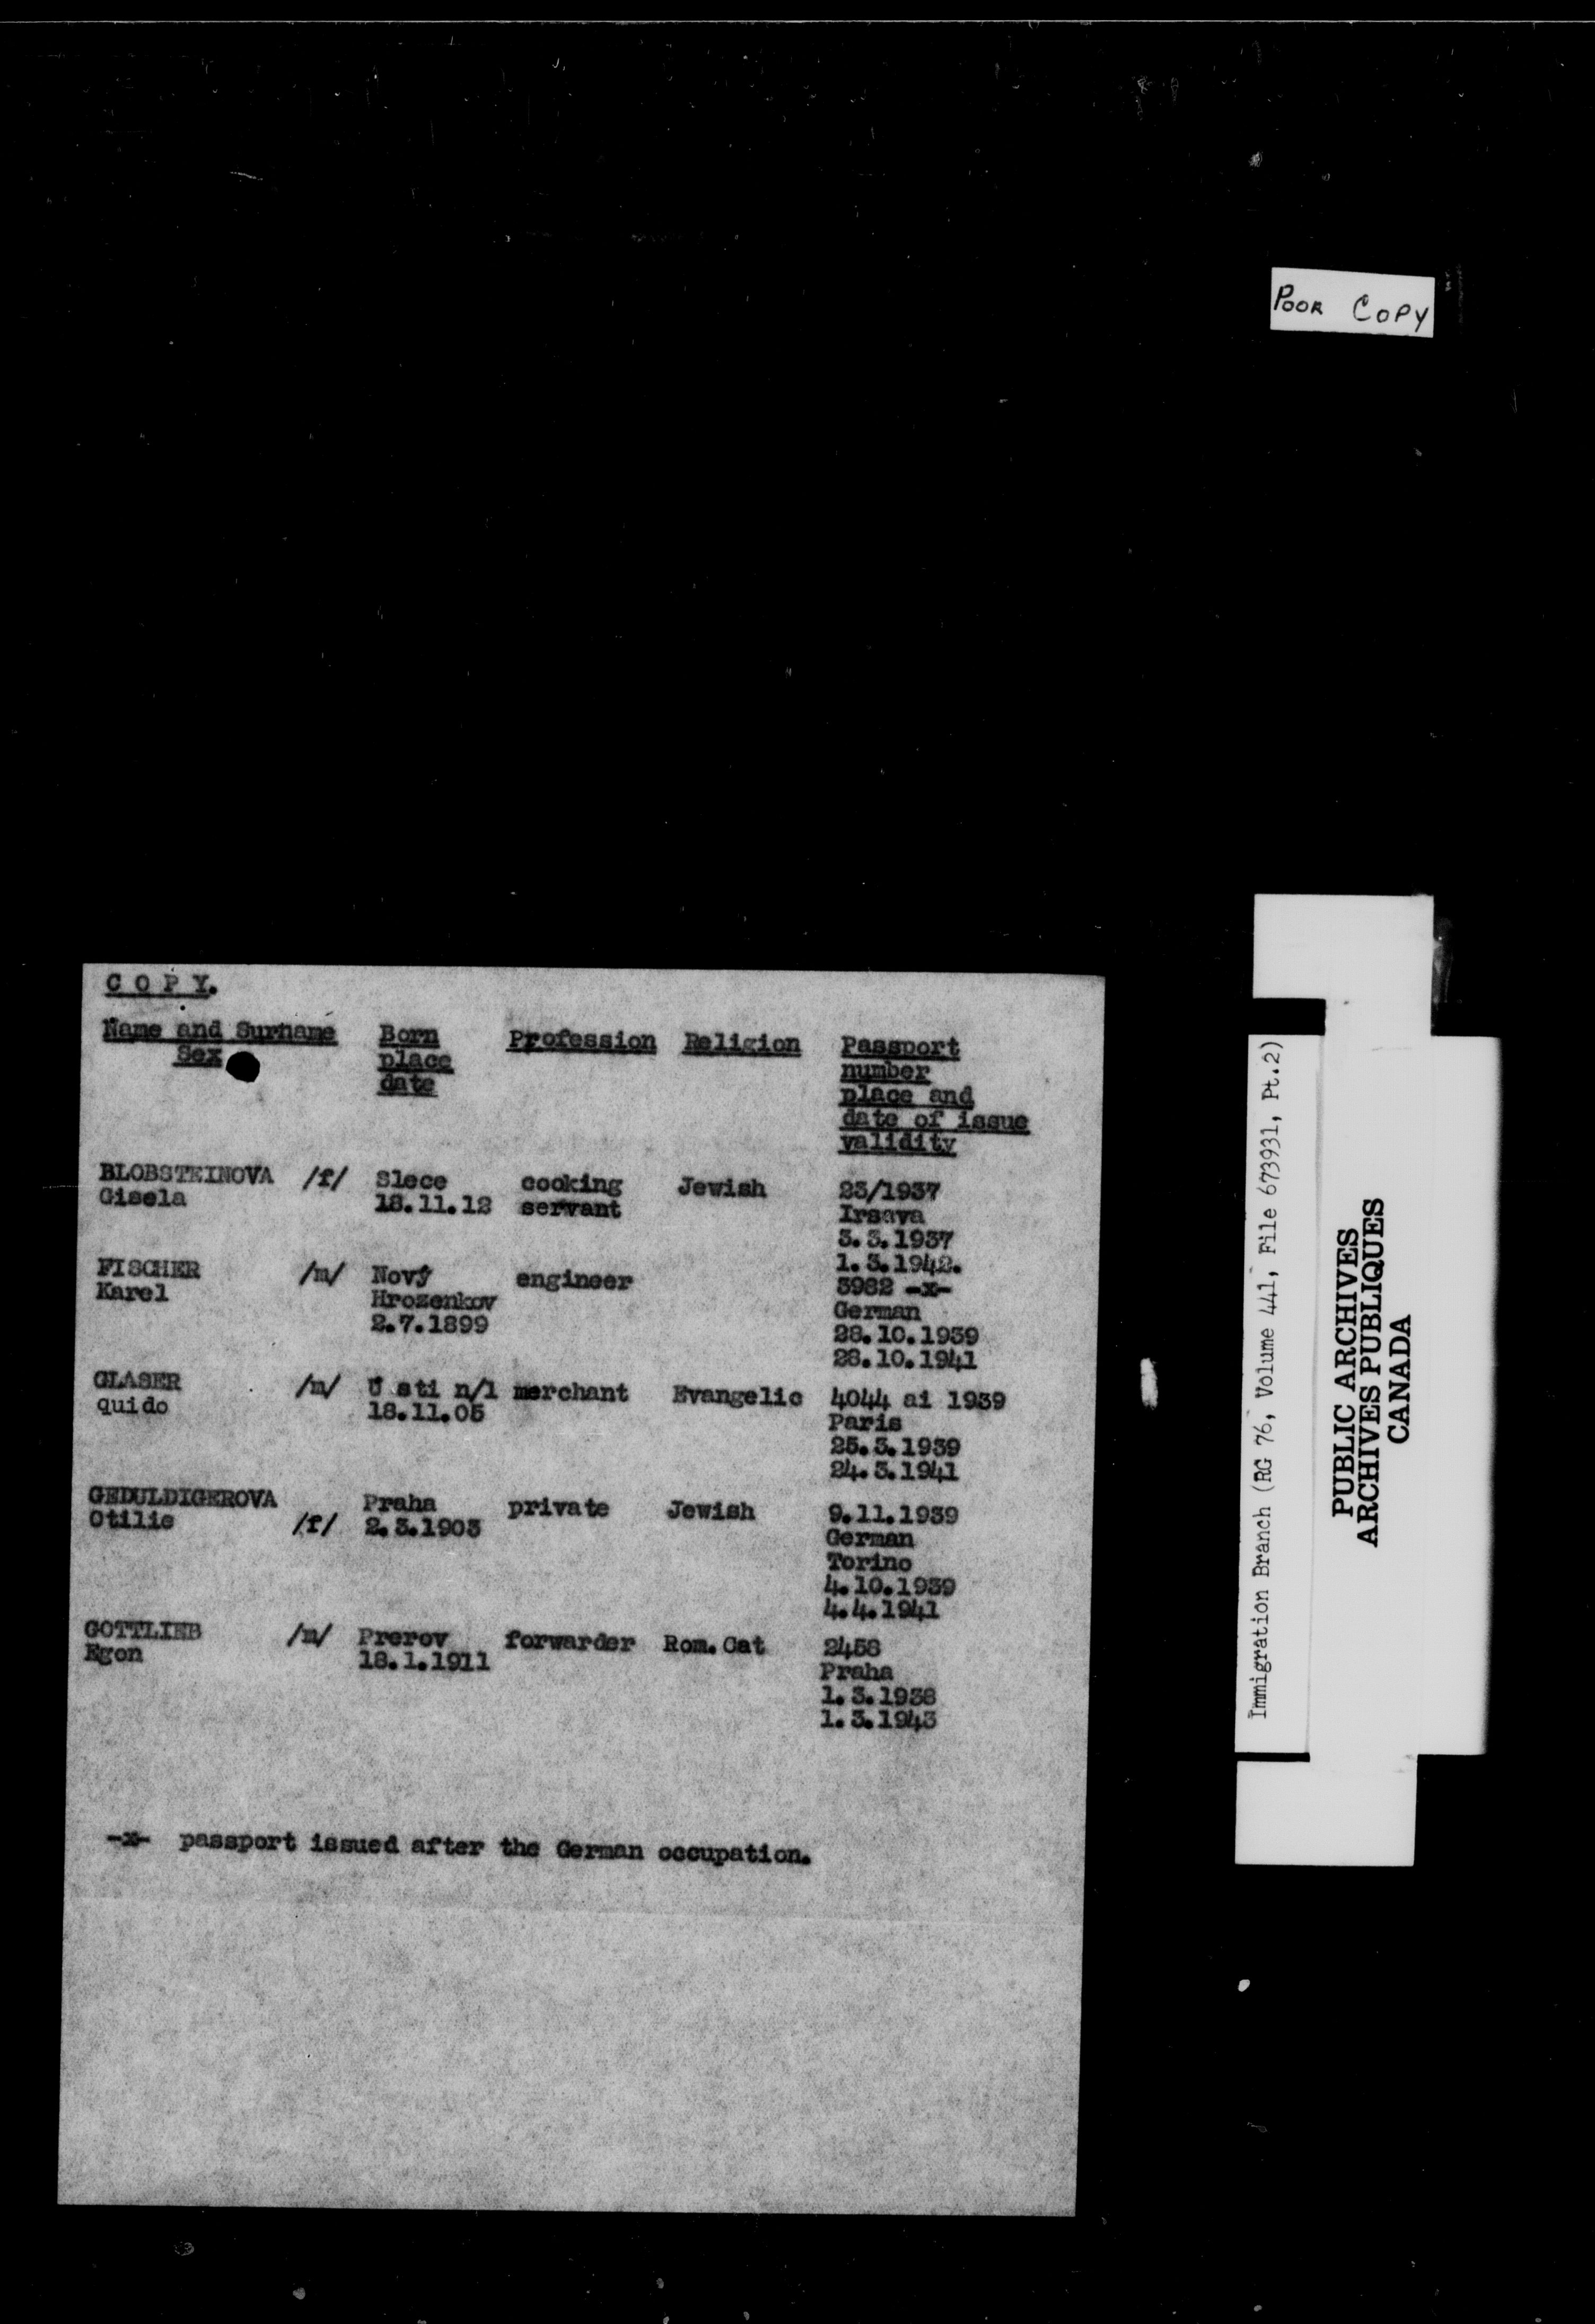 POOR COPY
C O P Y.
Name and Surname Born Profession Religion Passport
Sex place number
date place and
date of issue
validity
BLOBSTEINOVA /f/ Slece cooking Jewish 23/1937
Gisela 18.11.12 servant Irsava
3.3.1937
1.3.1942.
FISCHER /m/ Nový engineer 3982 -x-
Karel Hrozenkov German
2.7.1899 28.10.1939
28.10.1941
GLASER /m/ U sti n/l merchant Evangelic 4044 ai 1939
quido 18.11.05 Paris
25.3.1939
24.3.1941
GEDULDIGEROVA Praha private Jewish 9.11.1939
Otilie /f/ 2.3.1903 German
Torino
4.10.1939
4.4.1941
GOTTLIEB /m/ Prerov forwarder Rom.Cat 2458
Egon 18.1.1911 Praha
1.3.1938
1.3.1943
-x- passport issued after the German occupation.
Immigration Branch (RG 76, Volume 441, File 673931, Pt.2)
PUBLIC ARCHIVES
ARCHIVES PUBLIQUES
CANADA